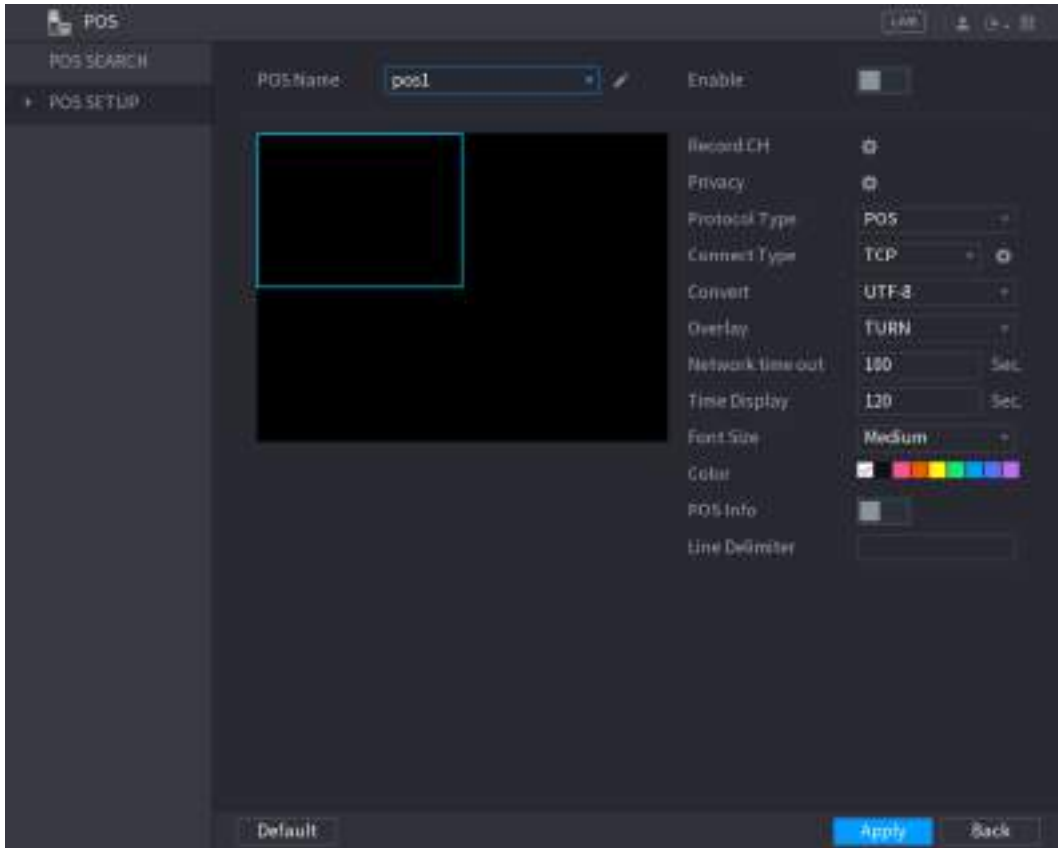 POS
LIVE
POS SEARCH
POS SETUP
POS Name pos1 Enable
Record CH
Privacy
Protocol Type POS
Connect Type TCP
Convert UTF-8
Overlay TURN
Network time out 100 Sec.
Time Display 120 Sec.
Font Size Medium
Color
POS Info
Line Delimiter
Default Apply Back